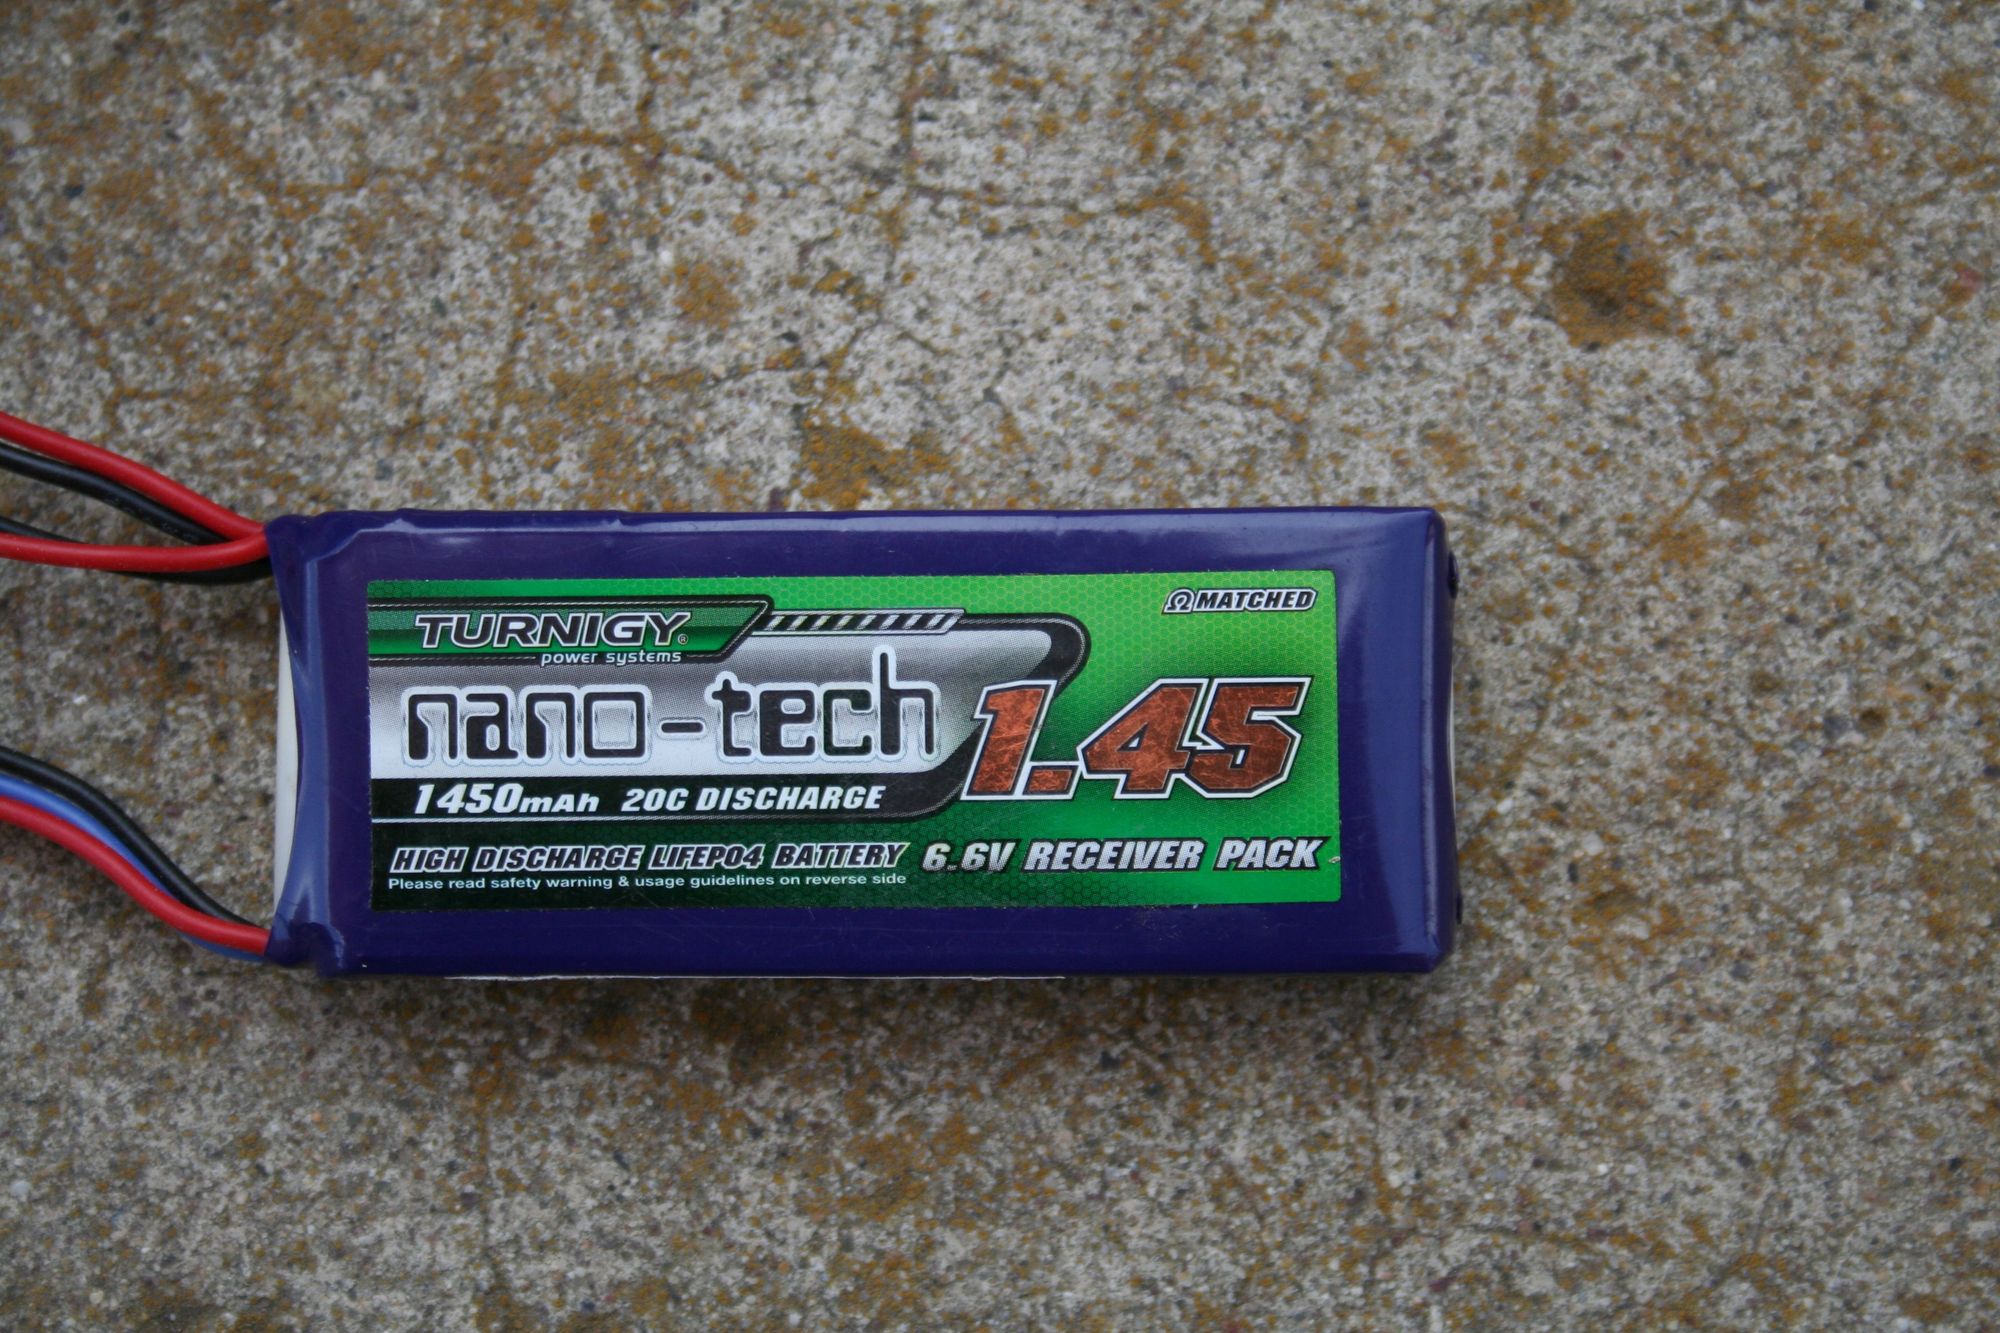 TURNIGY®
power systems
ΩMATCHED
nano-tech
1.45
1450mAh 20C DISCHARGE
HIGH DISCHARGE LIFEPO4 BATTERY 6.6V RECEIVER PACK
Please read safety warning & usage guidelines on reverse side